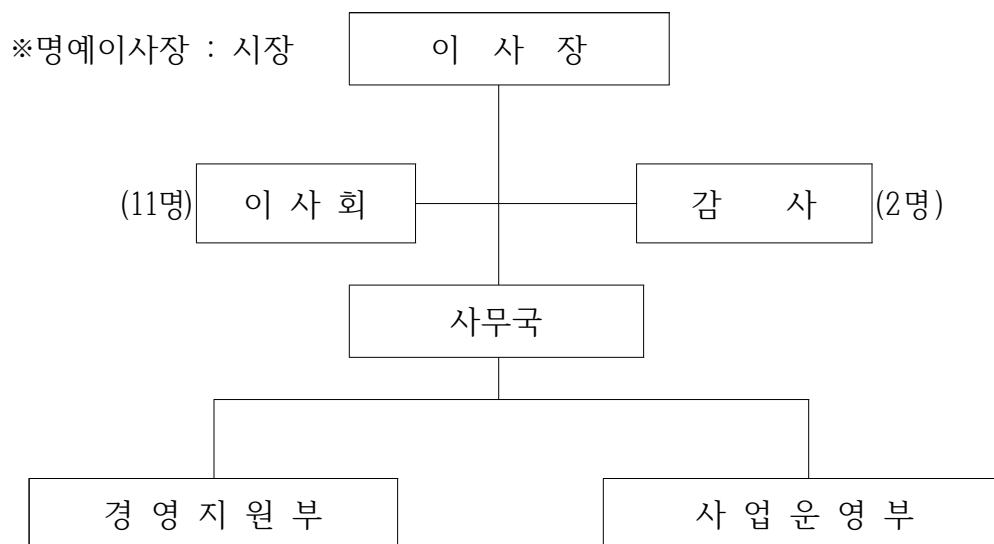 ※명예이사장 : 시장 이 사 장
(11명) 이 사 회 감 사 (2명)
사무국
경 영 지 원 부 사 업 운 영 부